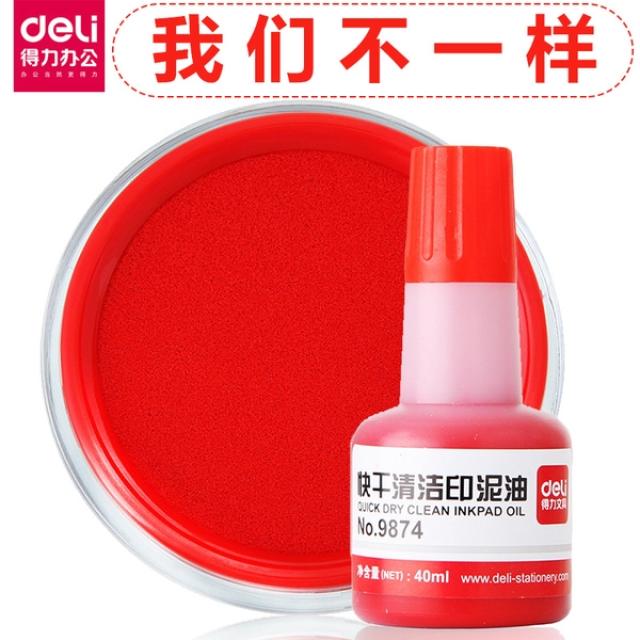 deli
得力办公
办公自然更得力
我们不一样
快干清洁印泥油
QUICK DRY CLEAN INKPAD OIL
No.9874
deli
得力文具
净含量(NET): 40ml
www.deli-stationery.com